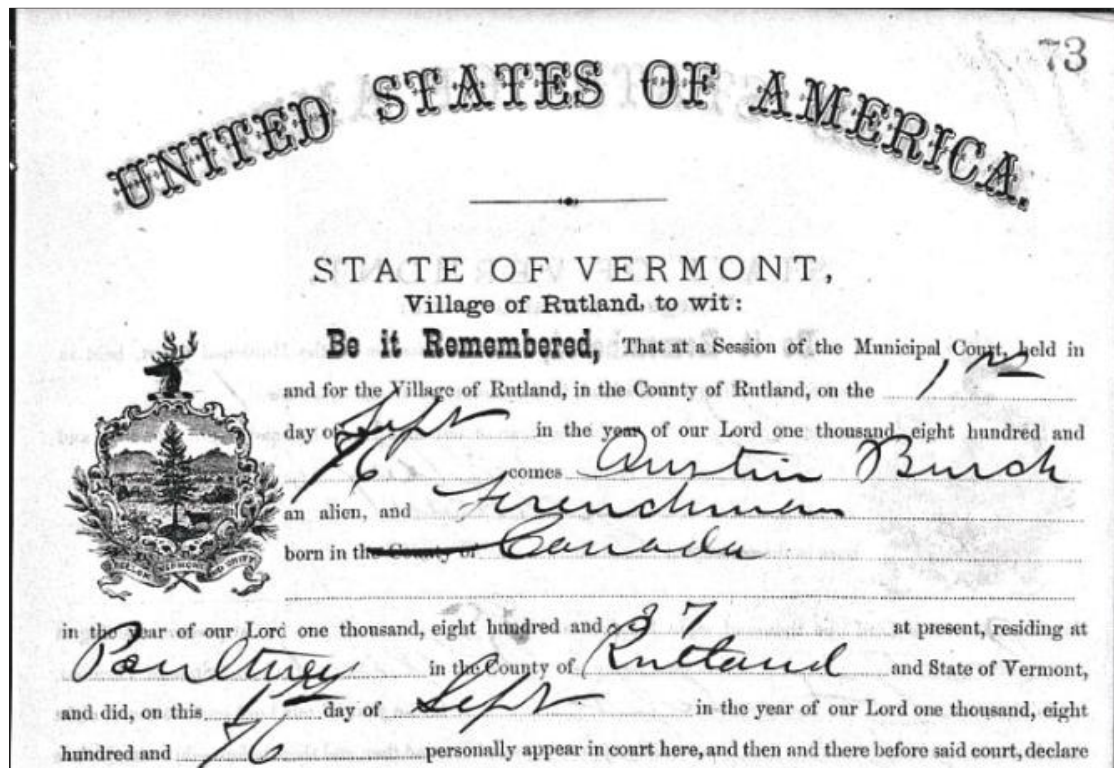 73
UNITED STATES OF AMERICA.
STATE OF VERMONT,
Village of Rutland, to wit:
Be it Remembered, That at a Session of the Municipal Court, held in
and for the Village of Rutland, in the County of Rutland, on the 1st
day of Sept in the year of our Lord one thousand, eight hundred and
76 comes Austin Burch
an alien, and Frenchman
born in the County of Canada
in the year of our Lord one thousand, eight hundred and 37 at present, residing at
Poultney in the County of Rutland and State of Vermont,
and did, on this 1st day of Sept in the year of our Lord one thousand, eight
hundred and 76 personally appear in court here, and then and there before said court, declare